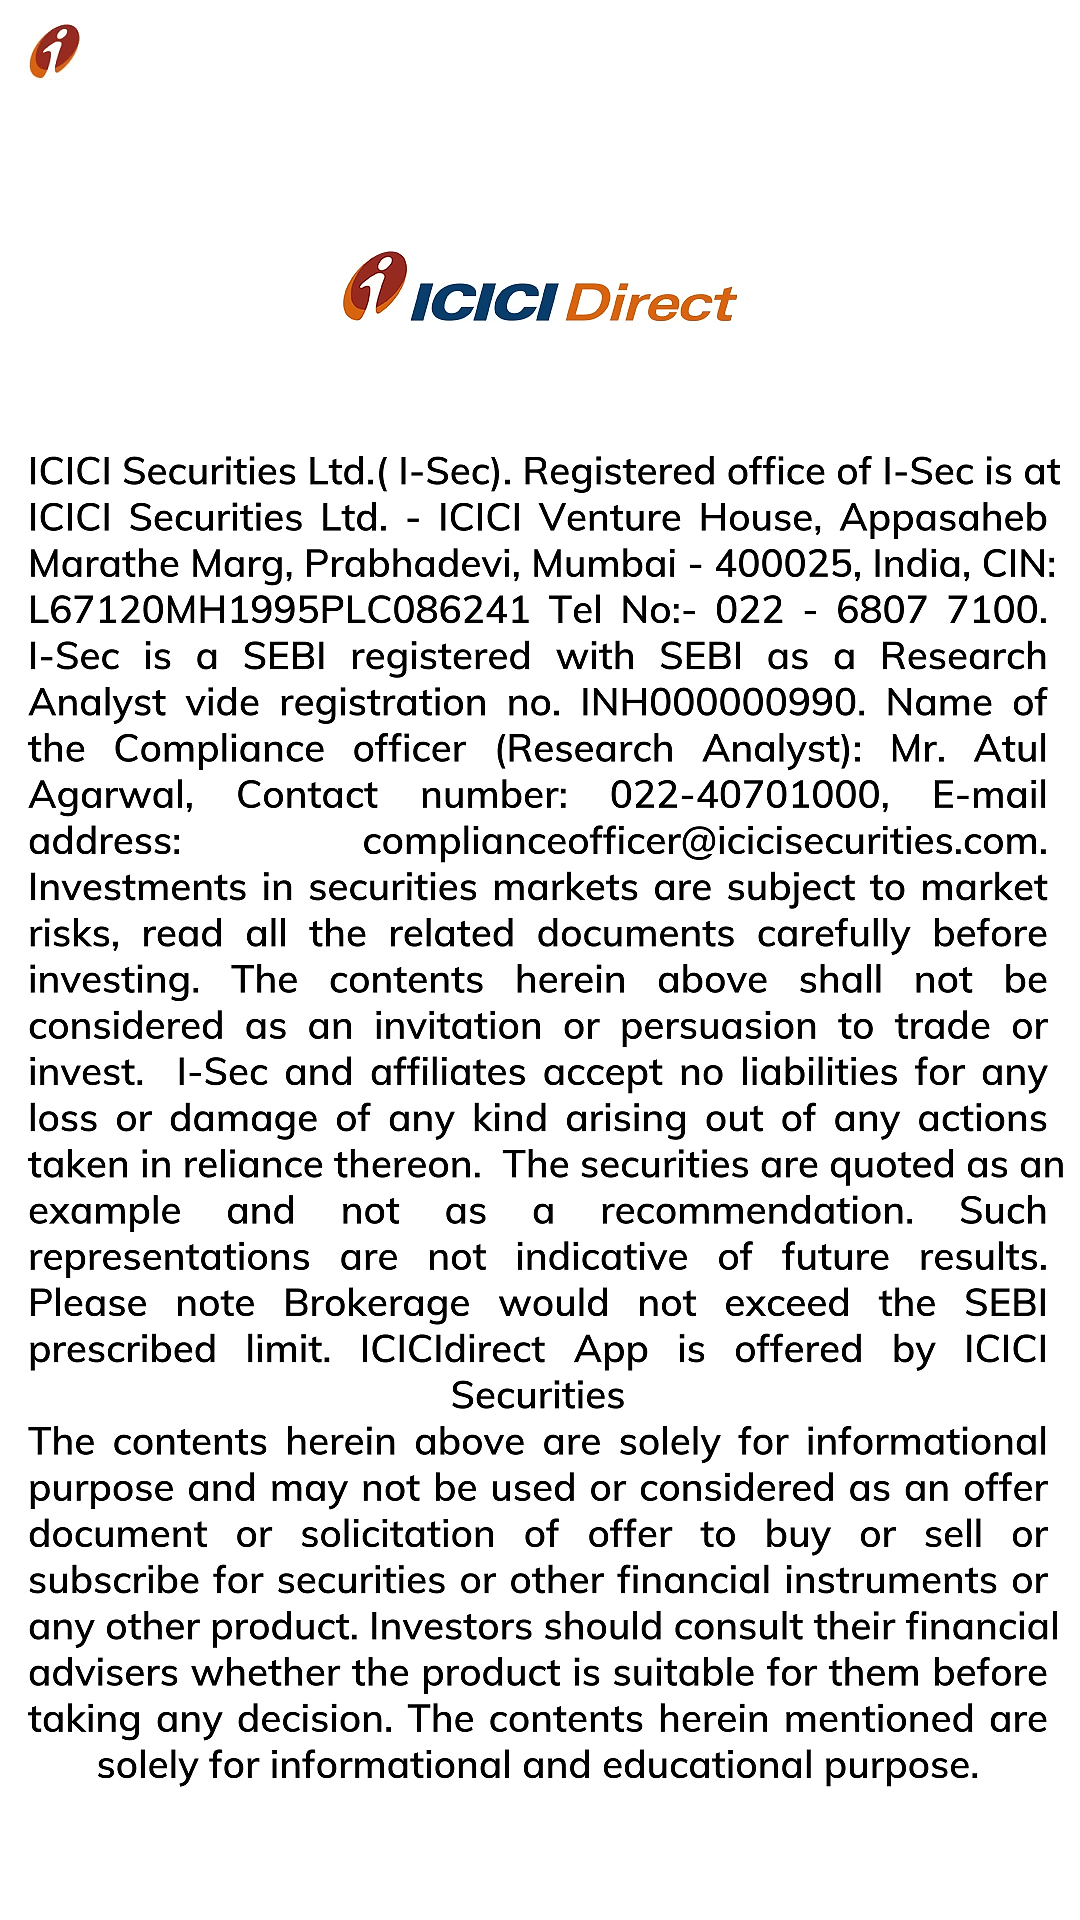 i
i ICICI Direct
ICICI Securities Ltd.( I-Sec). Registered office of I-Sec is at
ICICI Securities Ltd. - ICICI Venture House, Appasaheb
Marathe Marg, Prabhadevi, Mumbai - 400025, India, CIN:
L67120MH1995PLC086241 Tel No:- 022 - 6807 7100.
I-Sec is a SEBI registered with SEBI as a Research
Analyst vide registration no. INH000000990. Name of
the Compliance officer (Research Analyst): Mr. Atul
Agarwal, Contact number: 022-40701000, E-mail
address: complianceofficer@icicisecurities.com.
Investments in securities markets are subject to market
risks, read all the related documents carefully before
investing. The contents herein above shall not be
considered as an invitation or persuasion to trade or
invest. I-Sec and affiliates accept no liabilities for any
loss or damage of any kind arising out of any actions
taken in reliance thereon. The securities are quoted as an
example and not as a recommendation. Such
representations are not indicative of future results.
Please note Brokerage would not exceed the SEBI
prescribed limit. ICICIdirect App is offered by ICICI
Securities
The contents herein above are solely for informational
purpose and may not be used or considered as an offer
document or solicitation of offer to buy or sell or
subscribe for securities or other financial instruments or
any other product. Investors should consult their financial
advisers whether the product is suitable for them before
taking any decision. The contents herein mentioned are
solely for informational and educational purpose.